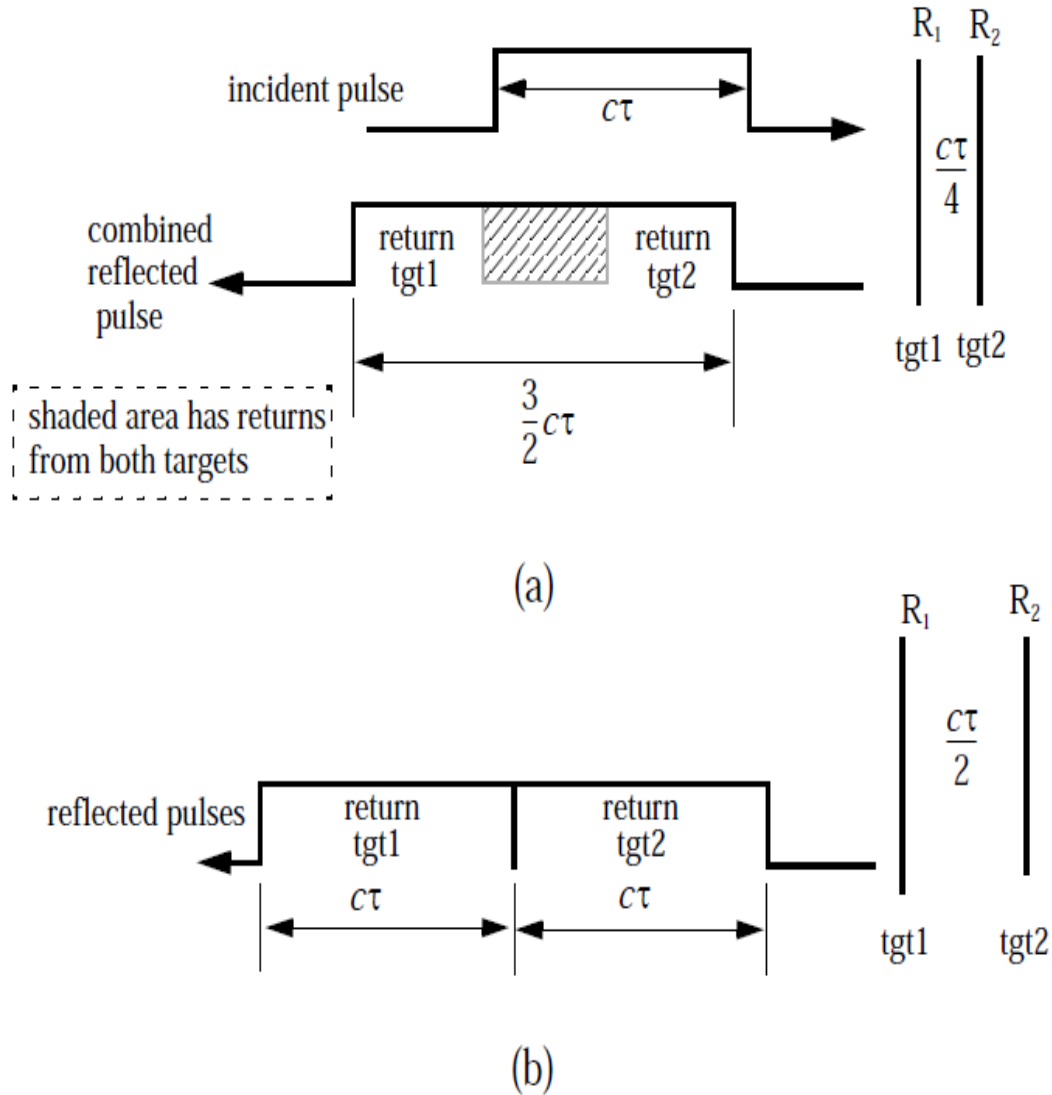 R₁ R₂
incident pulse
cτ
cτ
4
combined
reflected
pulse
return
tgt1
return
tgt2
tgt1 tgt2
3
2 cτ
shaded area has returns
from both targets
(a)
R₁ R₂
cτ
2
reflected pulses
return
tgt1
return
tgt2
cτ cτ
tgt1 tgt2
(b)